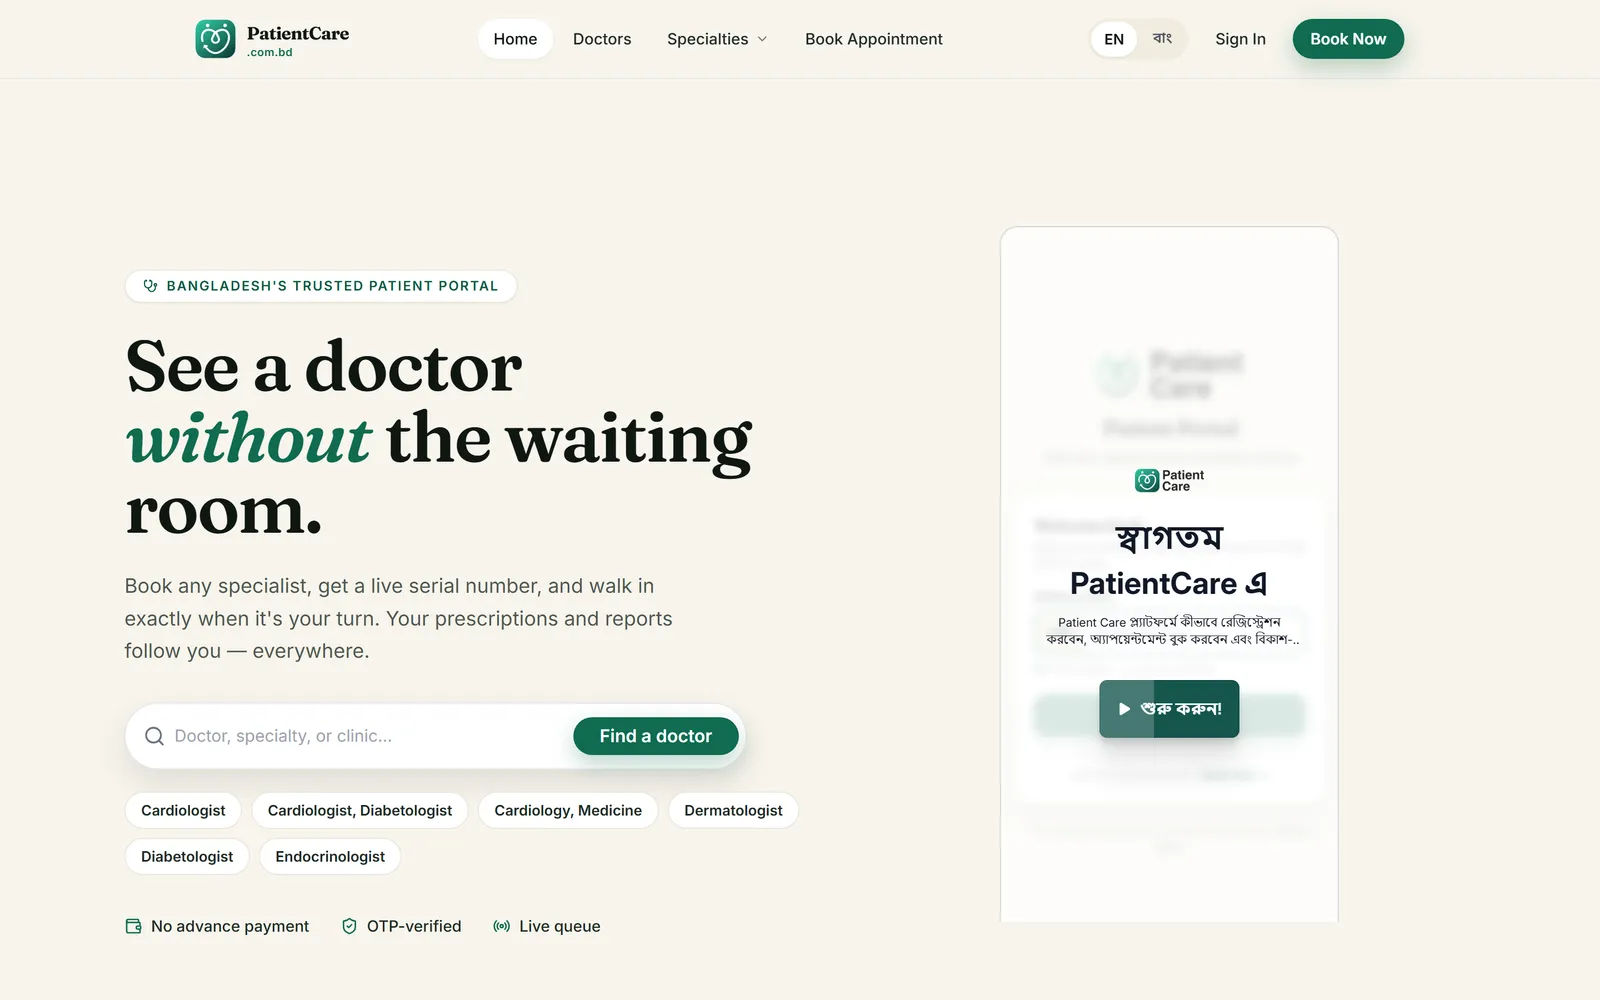 PatientCare
.com.bd
Home
Doctors
Specialties
Book Appointment
EN
বাং
Sign In
Book Now
BANGLADESH'S TRUSTED PATIENT PORTAL
See a doctor
without the waiting
room.
Book any specialist, get a live serial number, and walk in
exactly when it's your turn. Your prescriptions and reports
follow you — everywhere.
Doctor, specialty, or clinic...
Find a doctor
Cardiologist
Cardiologist, Diabetologist
Cardiology, Medicine
Dermatologist
Diabetologist
Endocrinologist
No advance payment
OTP-verified
Live queue
Patient
Care
Patient
Care
স্বাগতম
PatientCare এ
Patient Care প্ল্যাটফর্মে কীভাবে রেজিস্ট্রেশন
করবেন, অ্যাপয়েন্টমেন্ট বুক করবেন এবং বিকাশ-..
শুরু করুন!